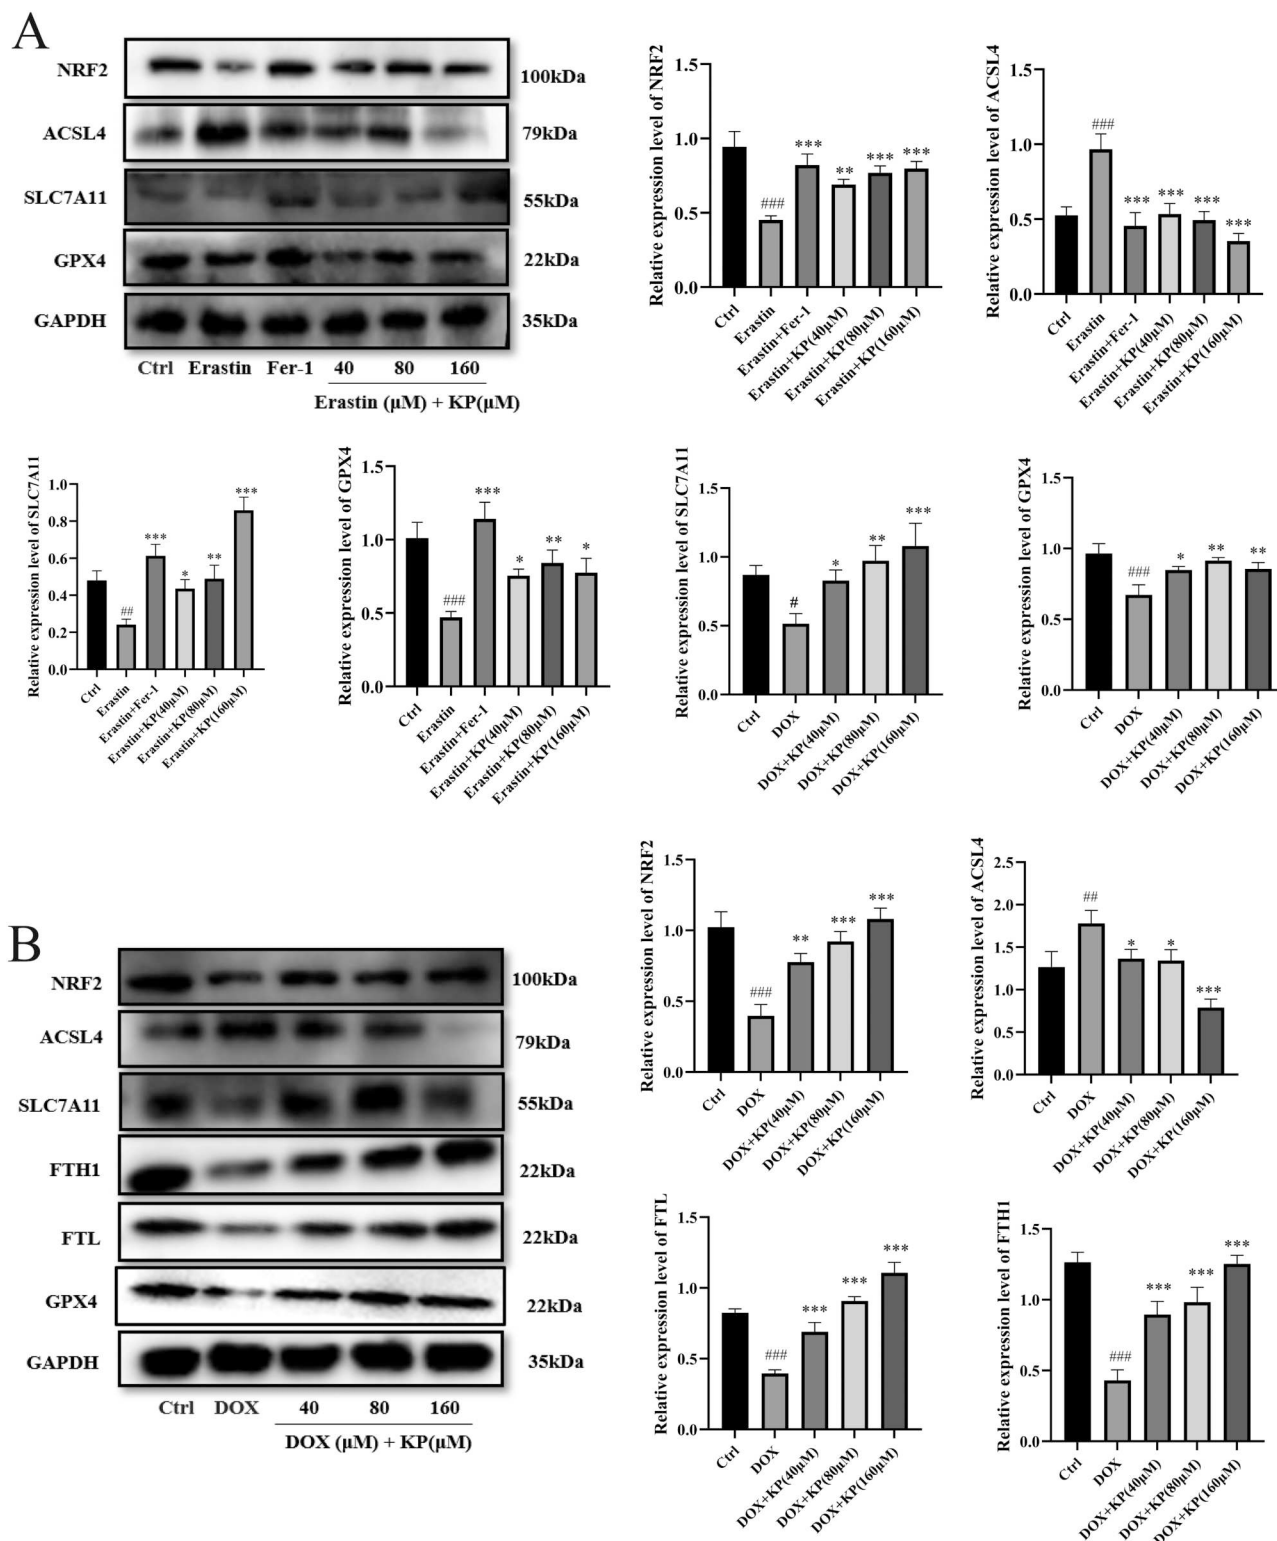 A
NRF2
100kDa
ACSL4
79kDa
SLC7A11
55kDa
GPX4
22kDa
GAPDH
35kDa
Ctrl Erastin Fer-1 40 80 160
Erastin (μM) + KP(μM)
Relative expression level of NRF2
1.5
1.0
0.5
0.0
###
***
**
***
***
Ctrl
Erastin
Erastin+Fer-1
Erastin+KP(40μM)
Erastin+KP(80μM)
Erastin+KP(160μM)
Relative expression level of ACSL4
1.5
1.0
0.5
0.0
###
***
***
***
***
Ctrl
Erastin
Erastin+Fer-1
Erastin+KP(40μM)
Erastin+KP(80μM)
Erastin+KP(160μM)
Relative expression level of SLC7A11
1.0
0.8
0.6
0.4
0.2
0.0
##
***
*
**
***
Ctrl
Erastin
Erastin+Fer-1
Erastin+KP(40μM)
Erastin+KP(80μM)
Erastin+KP(160μM)
Relative expression level of GPX4
1.5
1.0
0.5
0.0
###
***
*
**
*
Ctrl
Erastin
Erastin+Fer-1
Erastin+KP(40μM)
Erastin+KP(80μM)
Erastin+KP(160μM)
Relative expression level of SLC7A11
1.5
1.0
0.5
0.0
#
*
**
***
Ctrl
DOX
DOX+KP(40μM)
DOX+KP(80μM)
DOX+KP(160μM)
Relative expression level of GPX4
1.5
1.0
0.5
0.0
###
*
**
**
Ctrl
DOX
DOX+KP(40μM)
DOX+KP(80μM)
DOX+KP(160μM)
B
NRF2
100kDa
ACSL4
79kDa
SLC7A11
55kDa
FTH1
22kDa
FTL
22kDa
GPX4
22kDa
GAPDH
35kDa
Ctrl DOX 40 80 160
DOX (μM) + KP(μM)
Relative expression level of NRF2
1.5
1.0
0.5
0.0
###
**
***
***
Ctrl
DOX
DOX+KP(40μM)
DOX+KP(80μM)
DOX+KP(160μM)
Relative expression level of ACSL4
2.5
2.0
1.5
1.0
0.5
0.0
##
*
*
***
Ctrl
DOX
DOX+KP(40μM)
DOX+KP(80μM)
DOX+KP(160μM)
Relative expression level of FTL
1.5
1.0
0.5
0.0
###
***
***
***
Ctrl
DOX
DOX+KP(40μM)
DOX+KP(80μM)
DOX+KP(160μM)
Relative expression level of FTH1
1.5
1.0
0.5
0.0
###
***
***
***
Ctrl
DOX
DOX+KP(40μM)
DOX+KP(80μM)
DOX+KP(160μM)